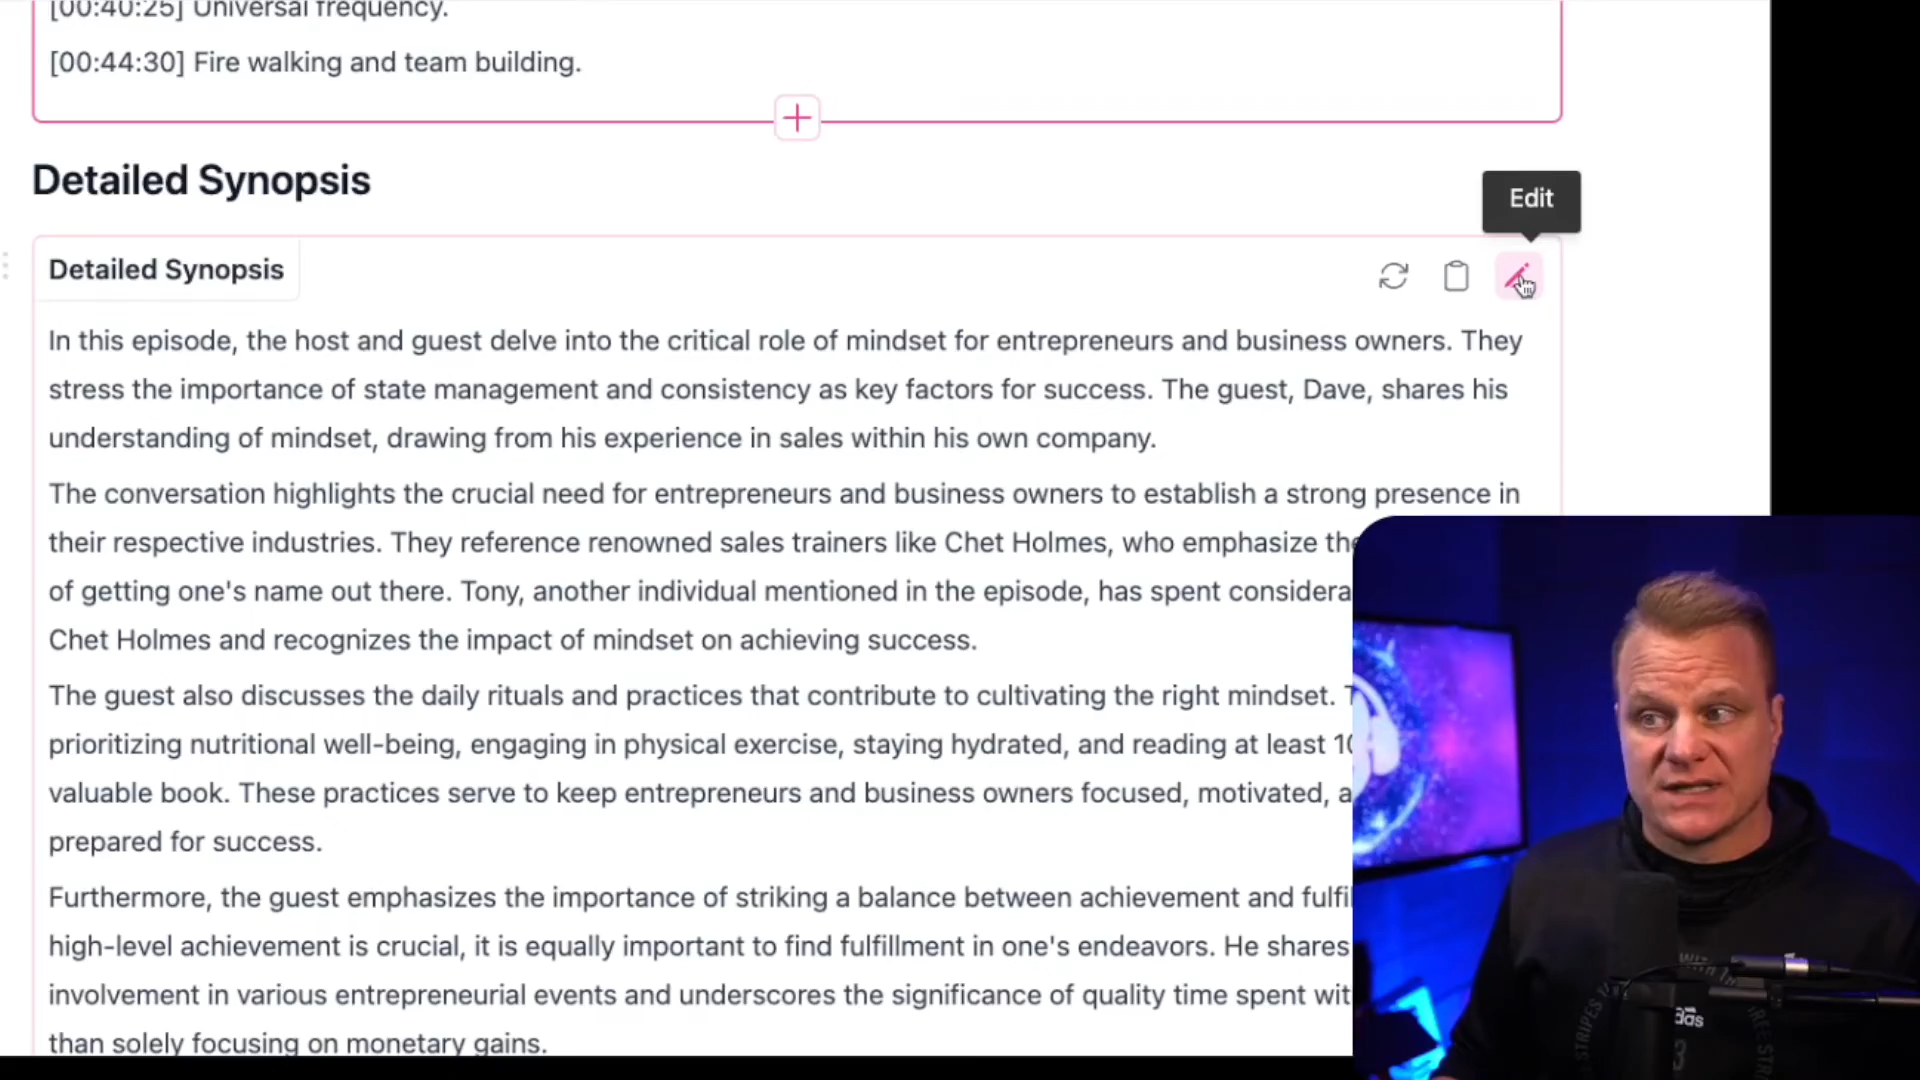 [00:40:25] Universal frequency.
[00:44:30] Fire walking and team building.
Detailed Synopsis
Edit
Detailed Synopsis
In this episode, the host and guest delve into the critical role of mindset for entrepreneurs and business owners. They
stress the importance of state management and consistency as key factors for success. The guest, Dave, shares his
understanding of mindset, drawing from his experience in sales within his own company.
The conversation highlights the crucial need for entrepreneurs and business owners to establish a strong presence in
their respective industries. They reference renowned sales trainers like Chet Holmes, who emphasize
of getting one's name out there. Tony, another individual mentioned in the episode, has spent
Chet Holmes and recognizes the impact of mindset on achieving success.
The guest also discusses the daily rituals and practices that contribute to cultivating the right mindset.
prioritizing nutritional well-being, engaging in physical exercise, staying hydrated, and reading at least
valuable book. These practices serve to keep entrepreneurs and business owners focused, motivated,
prepared for success.
Furthermore, the guest emphasizes the importance of striking a balance between achievement and
high-level achievement is crucial, it is equally important to find fulfillment in one's endeavors. He shares
involvement in various entrepreneurial events and underscores the significance of quality time spent
than solely focusing on monetary gains.